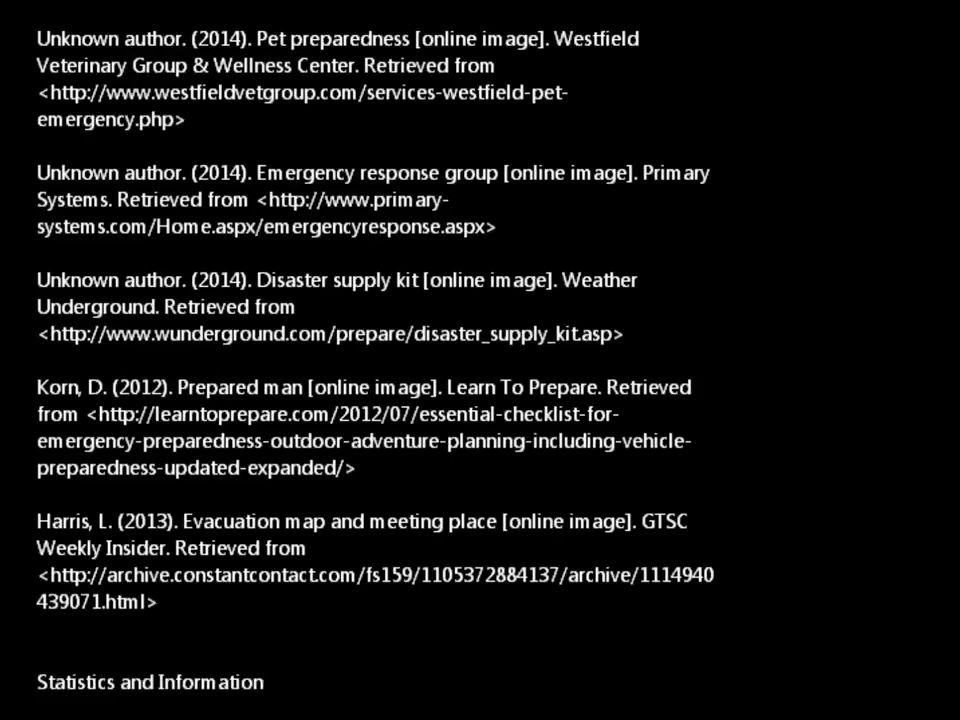 Unknown author. (2014). Pet preparedness [online image]. Westfield
Veterinary Group & Wellness Center. Retrieved from
<http://www.westfieldvetgroup.com/services-westfield-pet-
emergency.php>
Unknown author. (2014). Emergency response group [online image]. Primary
Systems. Retrieved from <http://www.primary-
systems.com/Home.aspx/emergencyresponse.aspx>
Unknown author. (2014). Disaster supply kit [online image]. Weather
Underground. Retrieved from
<http://www.wunderground.com/prepare/disaster_supply_kit.asp>
Korn, D. (2012). Prepared man [online image]. Learn To Prepare. Retrieved
from <http://learntoprepare.com/2012/07/essential-checklist-for-
emergency-preparedness-outdoor-adventure-planning-including-vehicle-
preparedness-updated-expanded/>
Harris, L. (2013). Evacuation map and meeting place [online image]. GTSC
Weekly Insider. Retrieved from
<http://archive.constantcontact.com/fs159/1105372884137/archive/1114940
439071.html>
Statistics and Information